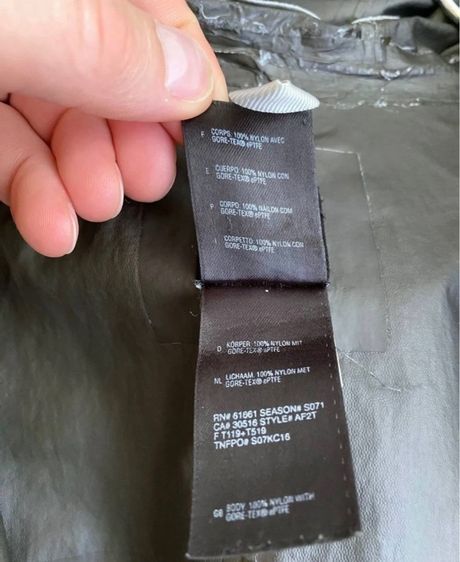 F CORPS. 100% NYLON AVEC
GORE-TEX® ePTFE
E CUERPO. 100% NYLON CON
GORE-TEX® ePTFE
P CORPO. 100% NAILON COM
GORE-TEX® ePTFE
I CORPETTO. 100% NYLON CON
GORE-TEX® ePTFE
D KÖRPER. 100% NYLON MIT
GORE-TEX® ePTFE
NL LICHAAM. 100% NYLON MET
GORE-TEX® ePTFE
RN# 61661 SEASON# S071
CA# 30516 STYLE# AF2T
F T119+T519
TNFPO# S07KC16
GB BODY. 100% NYLON WITH
GORE-TEX® ePTFE